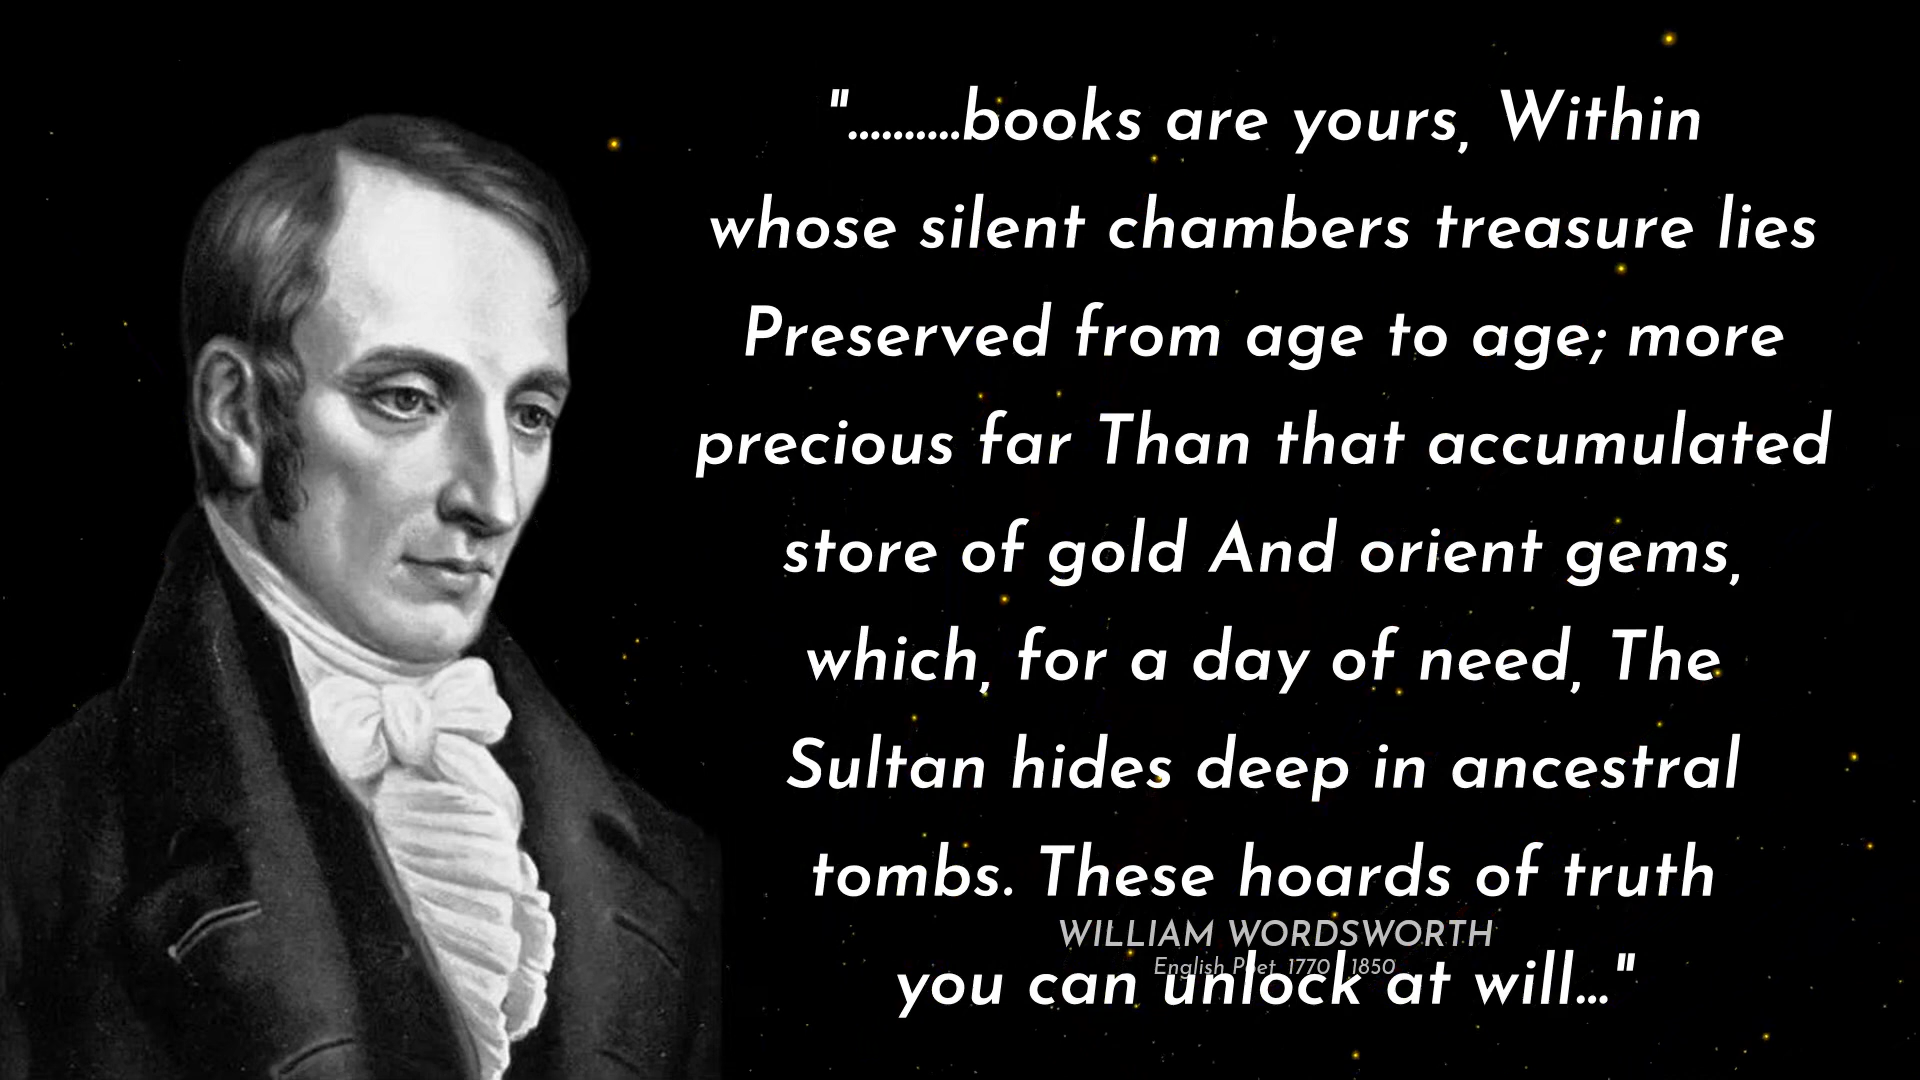 "..........books are yours, Within
whose silent chambers treasure lies
Preserved from age to age; more
precious far Than that accumulated
store of gold And orient gems,
which, for a day of need, The
Sultan hides deep in ancestral
tombs. These hoards of truth
WILLIAM WORDSWORTH
English Poet 1770 1850
you can unlock at will..."